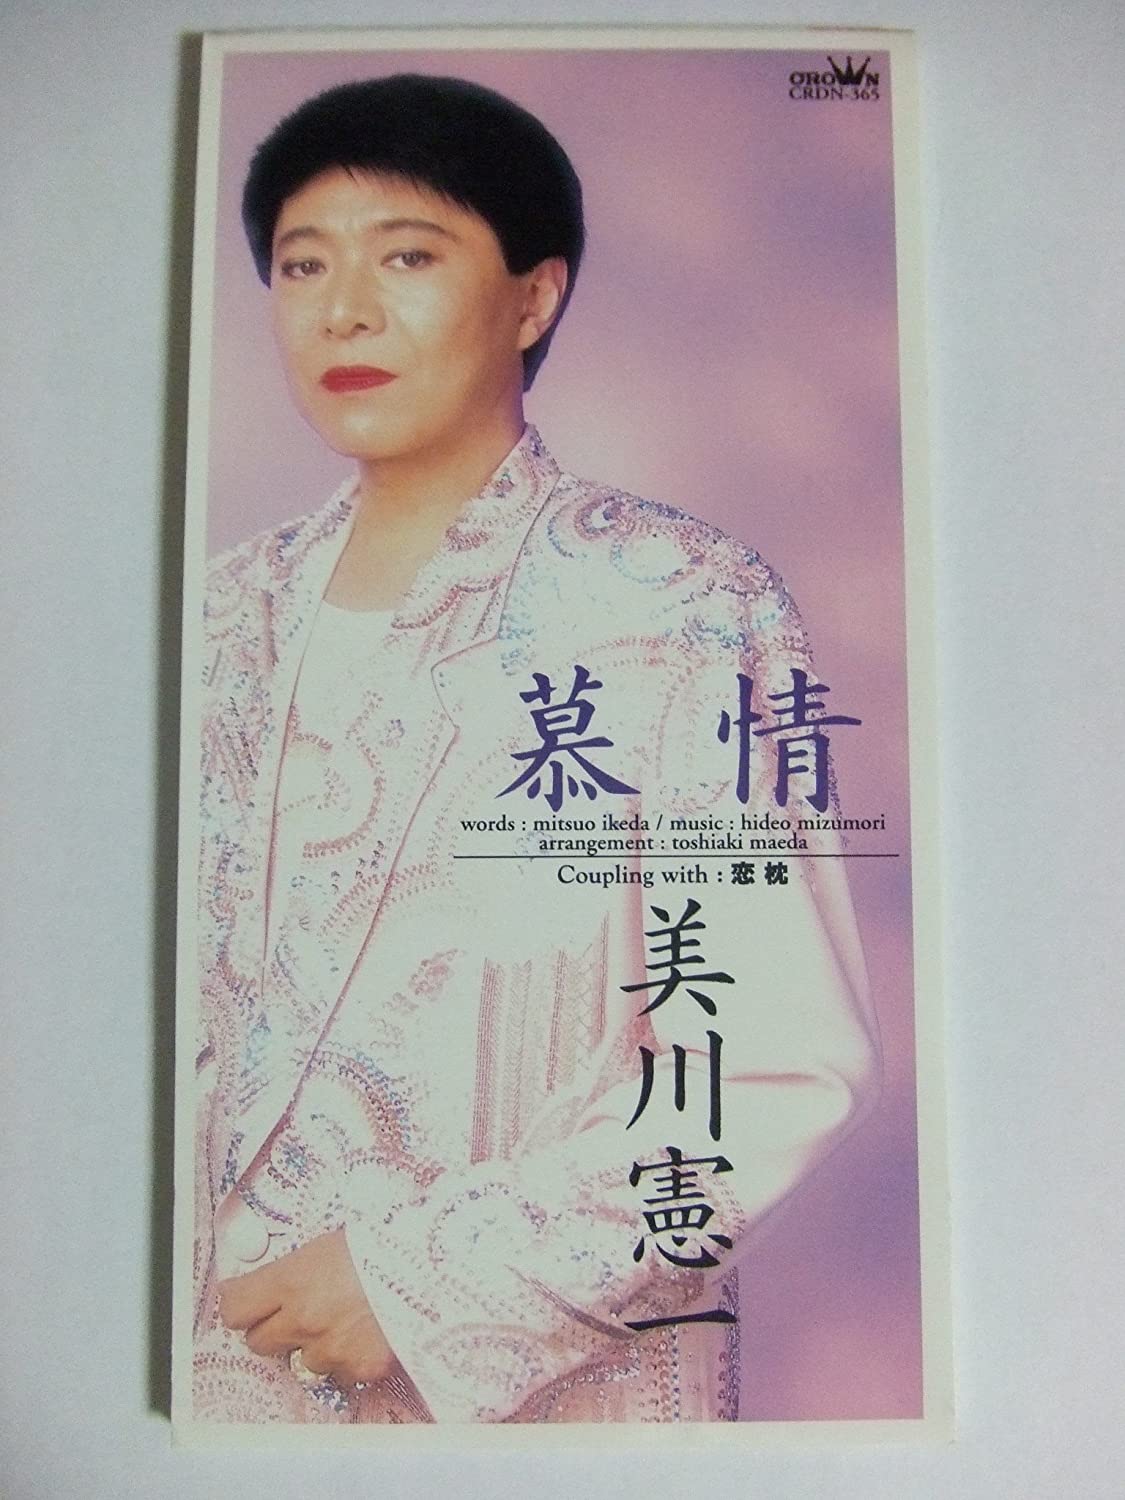 CROWN
CRDN-365
慕情
words : mitsuo ikeda / music : hideo mizumori
arrangement : toshiaki maeda
Coupling with : 恋枕
美川憲一